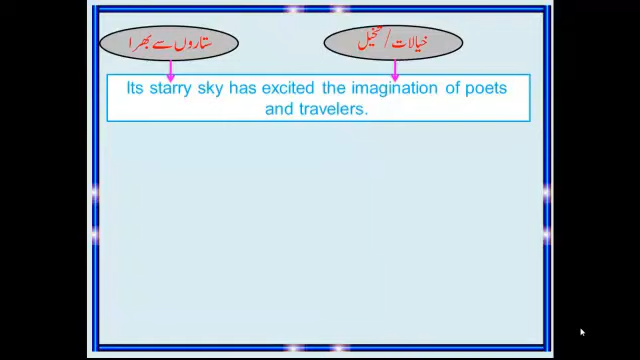 ستاروں سے بھرا
خیالات/تخیل
Its starry sky has excited the imagination of poets
and travelers.